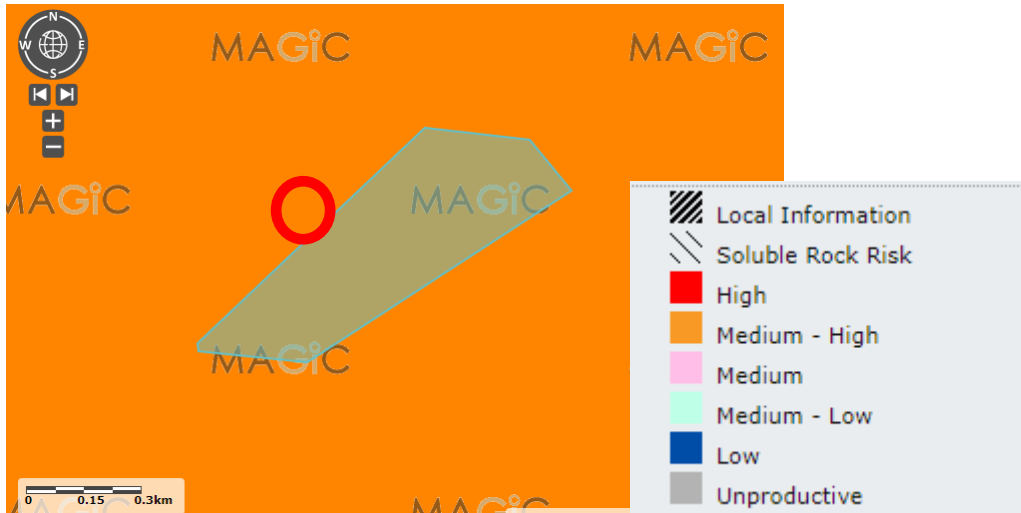 N
W E
S
MAGiC MAGiC
MAGiC MAGiC
MAGiC
MAGiC
0 0.15 0.3km
Local Information
Soluble Rock Risk
High
Medium - High
Medium
Medium - Low
Low
Unproductive